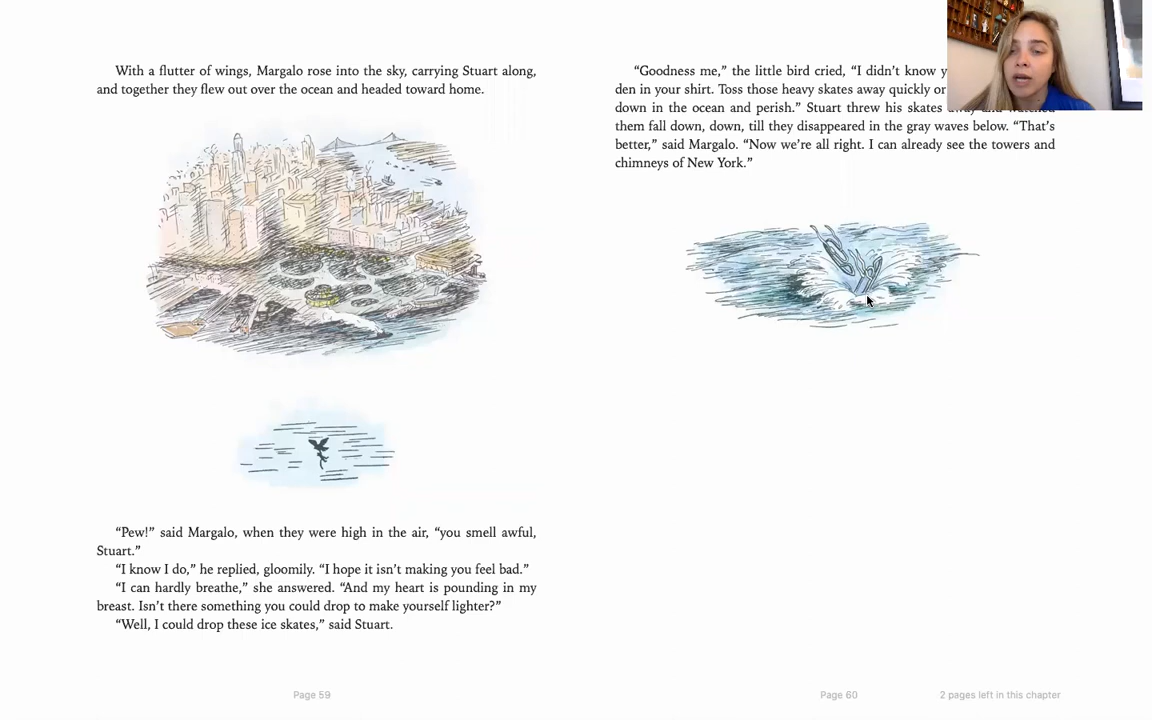 With a flutter of wings, Margalo rose into the sky, carrying Stuart along,
and together they flew out over the ocean and headed toward home.
“Pew!” said Margalo, when they were high in the air, “you smell awful,
Stuart.”
“I know I do,” he replied, gloomily. “I hope it isn’t making you feel bad.”
“I can hardly breathe,” she answered. “And my heart is pounding in my
breast. Isn’t there something you could drop to make yourself lighter?”
“Well, I could drop these ice skates,” said Stuart.
Page 59
“Goodness me,” the little bird cried, “I didn’t know
den in your shirt. Toss those heavy skates away quickly or
down in the ocean and perish.” Stuart threw his skates away and watched
them fall down, down, till they disappeared in the gray waves below. “That’s
better,” said Margalo. “Now we’re all right. I can already see the towers and
chimneys of New York.”
Page 60
2 pages left in this chapter